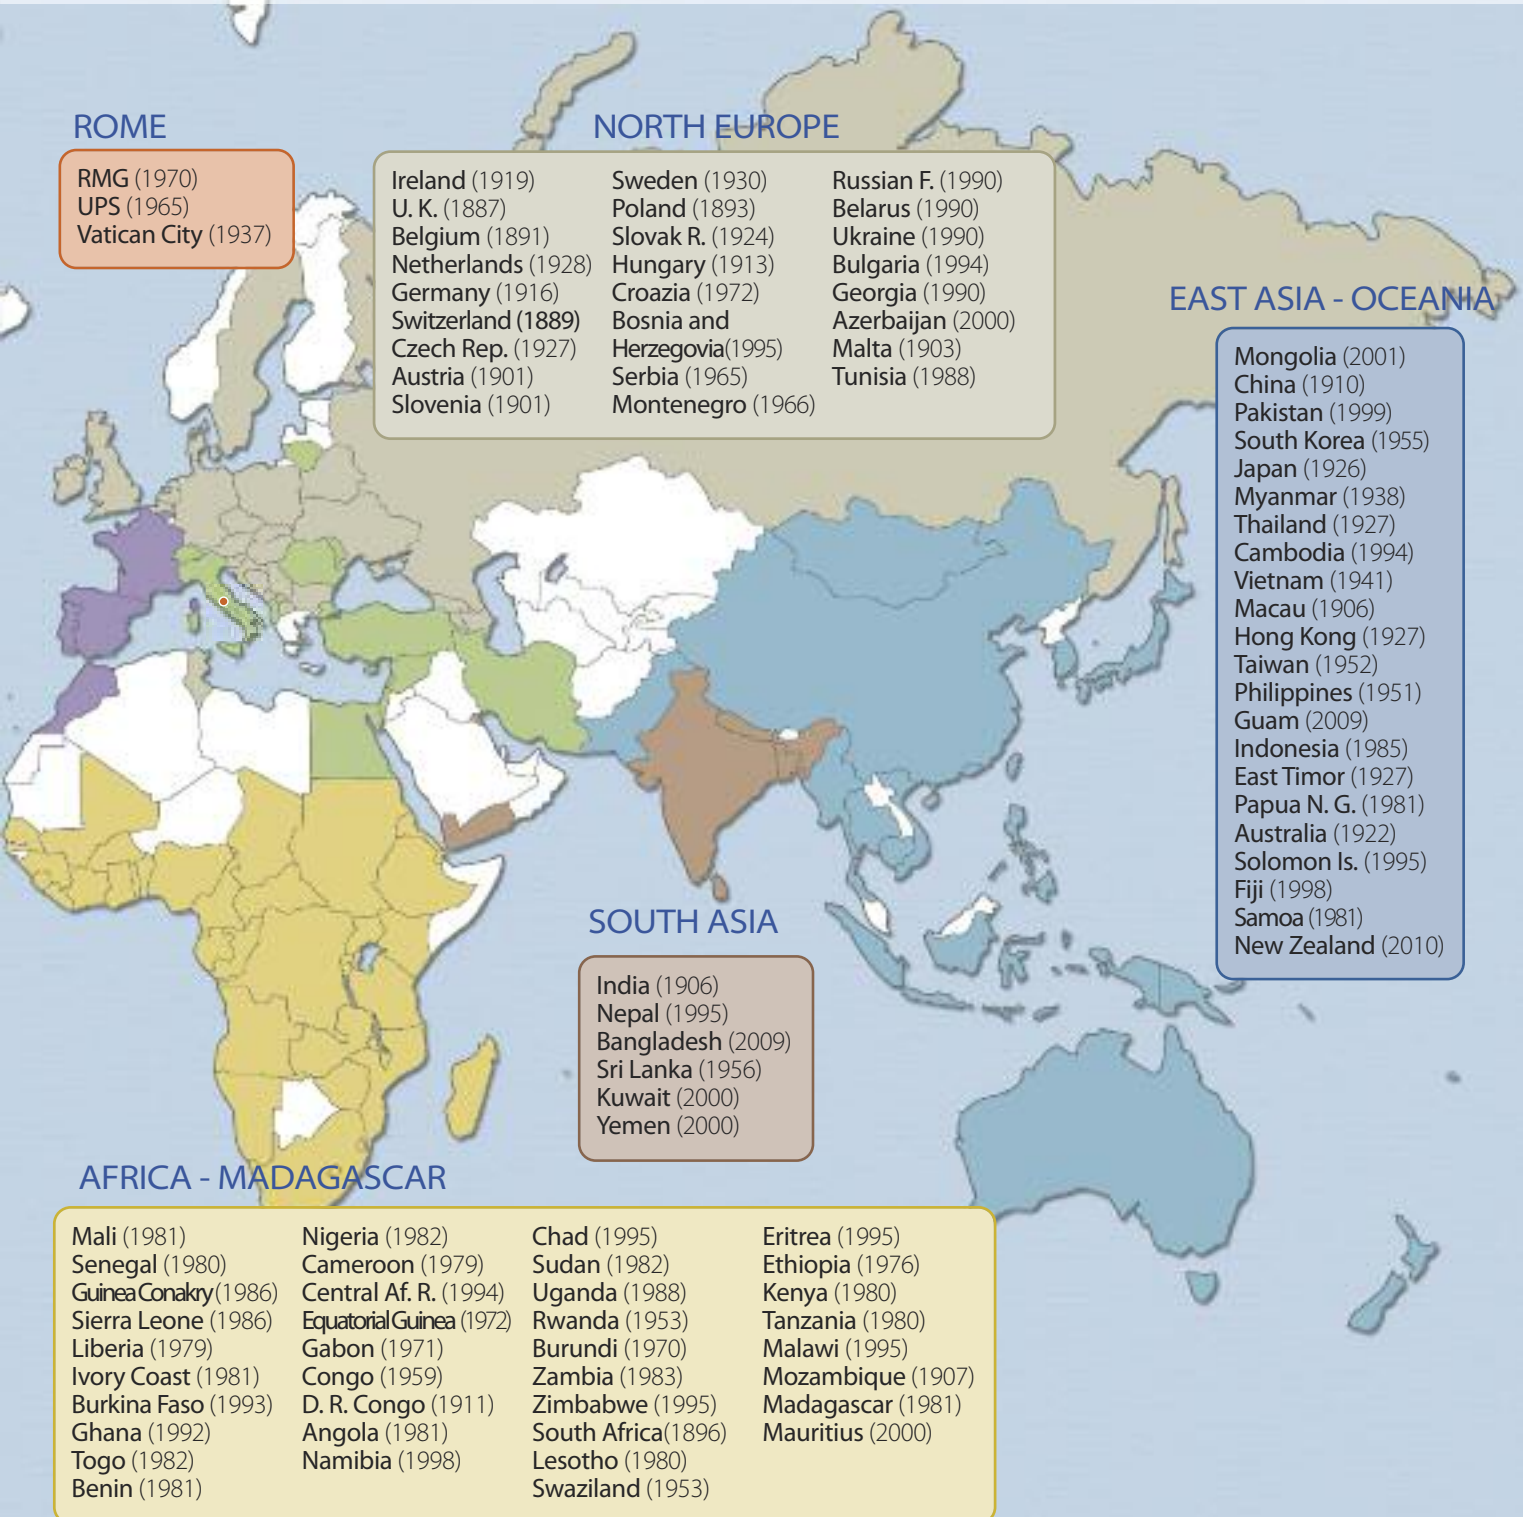 ROME
RMG (1970)
UPS (1965)
Vatican City (1937)
NORTH EUROPE
Ireland (1919)
U. K. (1887)
Belgium (1891)
Netherlands (1928)
Germany (1916)
Switzerland (1889)
Czech Rep. (1927)
Austria (1901)
Slovenia (1901)
Sweden (1930)
Poland (1893)
Slovak R. (1924)
Hungary (1913)
Croazia (1972)
Bosnia and
Herzegovia(1995)
Serbia (1965)
Montenegro (1966)
Russian F. (1990)
Belarus (1990)
Ukraine (1990)
Bulgaria (1994)
Georgia (1990)
Azerbaijan (2000)
Malta (1903)
Tunisia (1988)
EAST ASIA - OCEANIA
Mongolia (2001)
China (1910)
Pakistan (1999)
South Korea (1955)
Japan (1926)
Myanmar (1938)
Thailand (1927)
Cambodia (1994)
Vietnam (1941)
Macau (1906)
Hong Kong (1927)
Taiwan (1952)
Philippines (1951)
Guam (2009)
Indonesia (1985)
East Timor (1927)
Papua N. G. (1981)
Australia (1922)
Solomon Is. (1995)
Fiji (1998)
Samoa (1981)
New Zealand (2010)
SOUTH ASIA
India (1906)
Nepal (1995)
Bangladesh (2009)
Sri Lanka (1956)
Kuwait (2000)
Yemen (2000)
AFRICA - MADAGASCAR
Mali (1981)
Senegal (1980)
Guinea Conakry (1986)
Sierra Leone (1986)
Liberia (1979)
Ivory Coast (1981)
Burkina Faso (1993)
Ghana (1992)
Togo (1982)
Benin (1981)
Nigeria (1982)
Cameroon (1979)
Central Af. R. (1994)
Equatorial Guinea (1972)
Gabon (1971)
Congo (1959)
D. R. Congo (1911)
Angola (1981)
Namibia (1998)
Chad (1995)
Sudan (1982)
Uganda (1988)
Rwanda (1953)
Burundi (1970)
Zambia (1983)
Zimbabwe (1995)
South Africa(1896)
Lesotho (1980)
Swaziland (1953)
Eritrea (1995)
Ethiopia (1976)
Kenya (1980)
Tanzania (1980)
Malawi (1995)
Mozambique (1907)
Madagascar (1981)
Mauritius (2000)